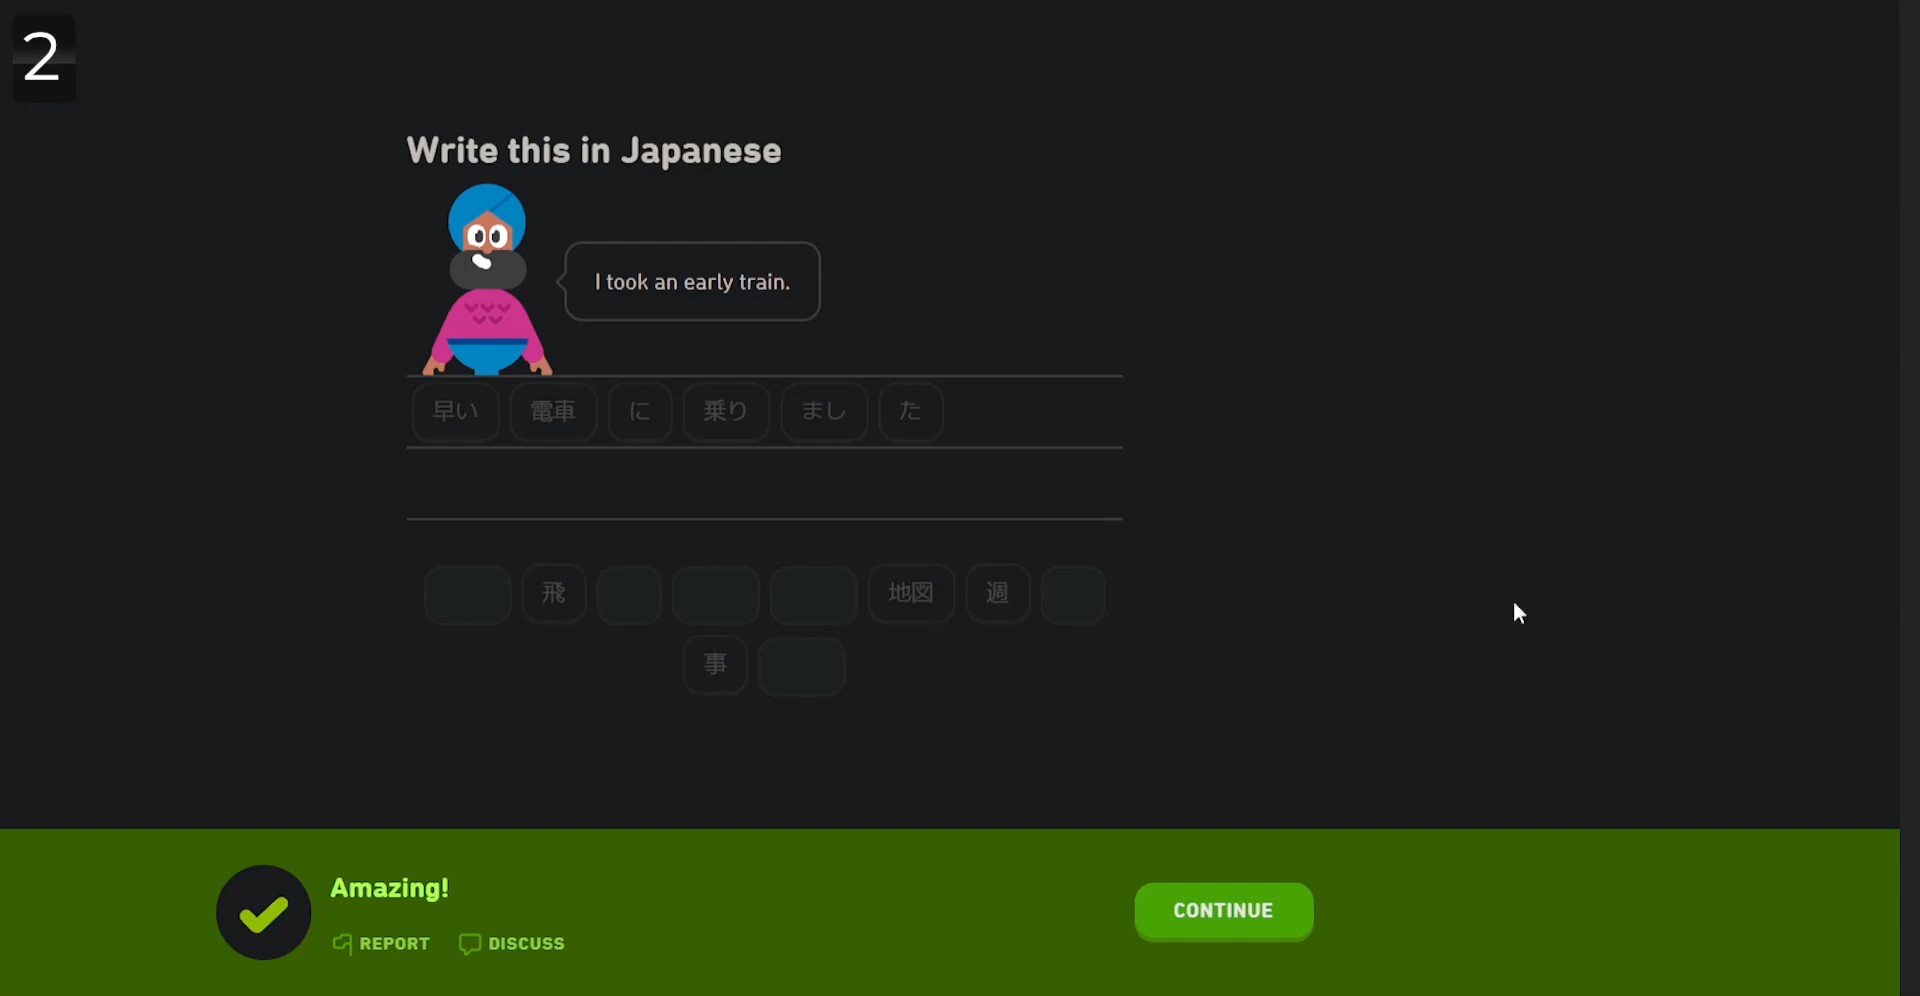 2
Write this in Japanese
I took an early train.
早い 電車 に 乗り まし た
飛 地図 週
事
Amazing!
REPORT DISCUSS
CONTINUE